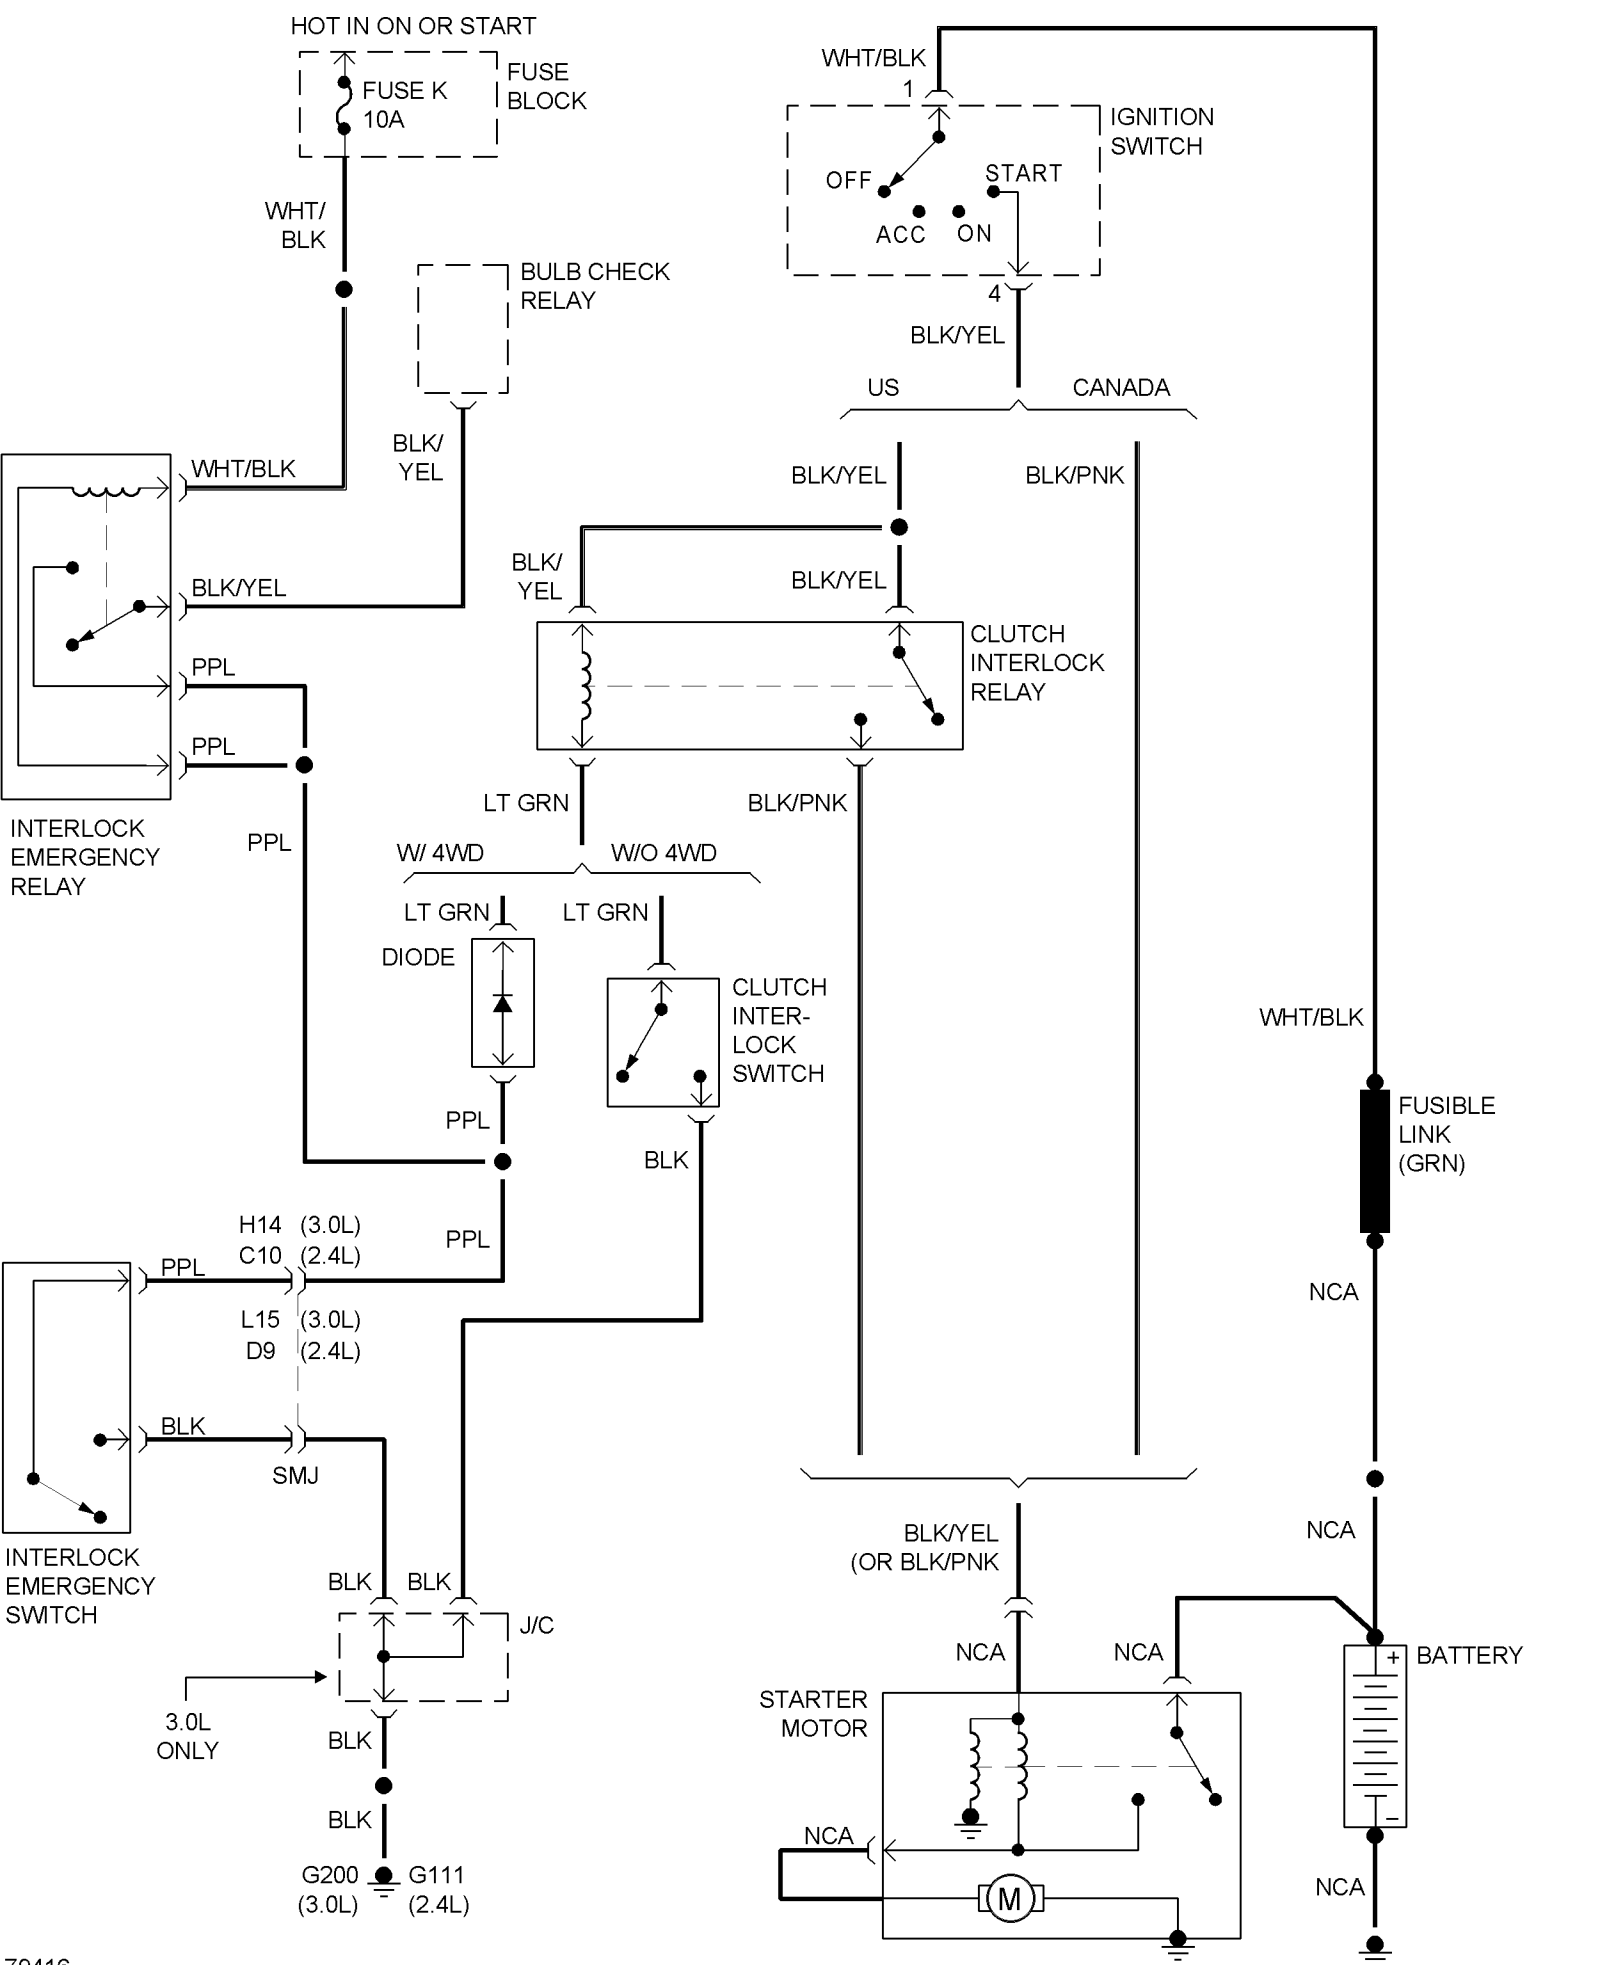 HOT IN ON OR START
FUSE K
10A
FUSE
BLOCK
WHT/
BLK
BULB CHECK
RELAY
BLK/
YEL
WHT/BLK
BLK/YEL
PPL
PPL
INTERLOCK
EMERGENCY
RELAY
PPL
WHT/BLK
1
IGNITION
SWITCH
OFF
START
ACC
ON
4
BLK/YEL
US
CANADA
BLK/YEL
BLK/PNK
BLK/
YEL
BLK/YEL
CLUTCH
INTERLOCK
RELAY
LT GRN
BLK/PNK
W/ 4WD
W/O 4WD
LT GRN
LT GRN
DIODE
CLUTCH
INTER-
LOCK
SWITCH
PPL
BLK
WHT/BLK
FUSIBLE
LINK
(GRN)
NCA
H14 (3.0L)
C10 (2.4L)
PPL
PPL
L15 (3.0L)
D9 (2.4L)
BLK
SMJ
INTERLOCK
EMERGENCY
SWITCH
BLK
BLK
J/C
3.0L
ONLY
BLK
BLK
G200
(3.0L)
G111
(2.4L)
BLK/YEL
(OR BLK/PNK
NCA
NCA
NCA
BATTERY
+
−
STARTER
MOTOR
NCA
M
NCA